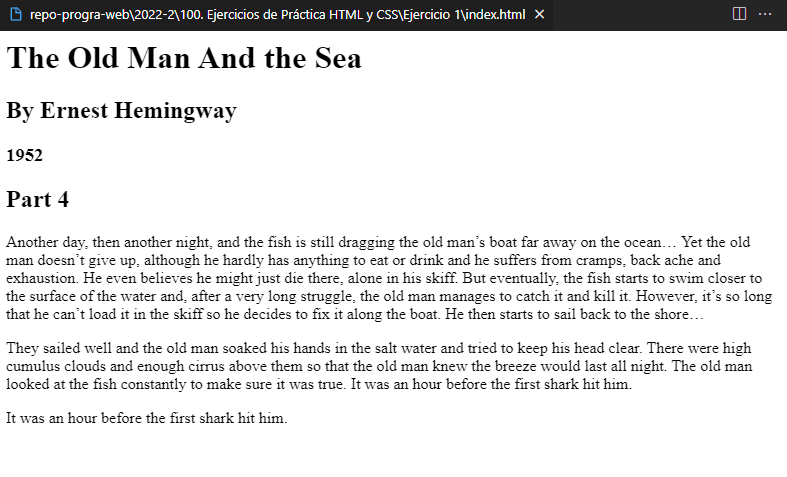 repo-progra-web\2022-2\100. Ejercicios de Práctica HTML y CSS\Ejercicio 1\index.html
The Old Man And the Sea
By Ernest Hemingway
1952
Part 4
Another day, then another night, and the fish is still dragging the old man’s boat far away on the ocean… Yet the old
man doesn’t give up, although he hardly has anything to eat or drink and he suffers from cramps, back ache and
exhaustion. He even believes he might just die there, alone in his skiff. But eventually, the fish starts to swim closer to
the surface of the water and, after a very long struggle, the old man manages to catch it and kill it. However, it’s so long
that he can’t load it in the skiff so he decides to fix it along the boat. He then starts to sail back to the shore…
They sailed well and the old man soaked his hands in the salt water and tried to keep his head clear. There were high
cumulus clouds and enough cirrus above them so that the old man knew the breeze would last all night. The old man
looked at the fish constantly to make sure it was true. It was an hour before the first shark hit him.
It was an hour before the first shark hit him.